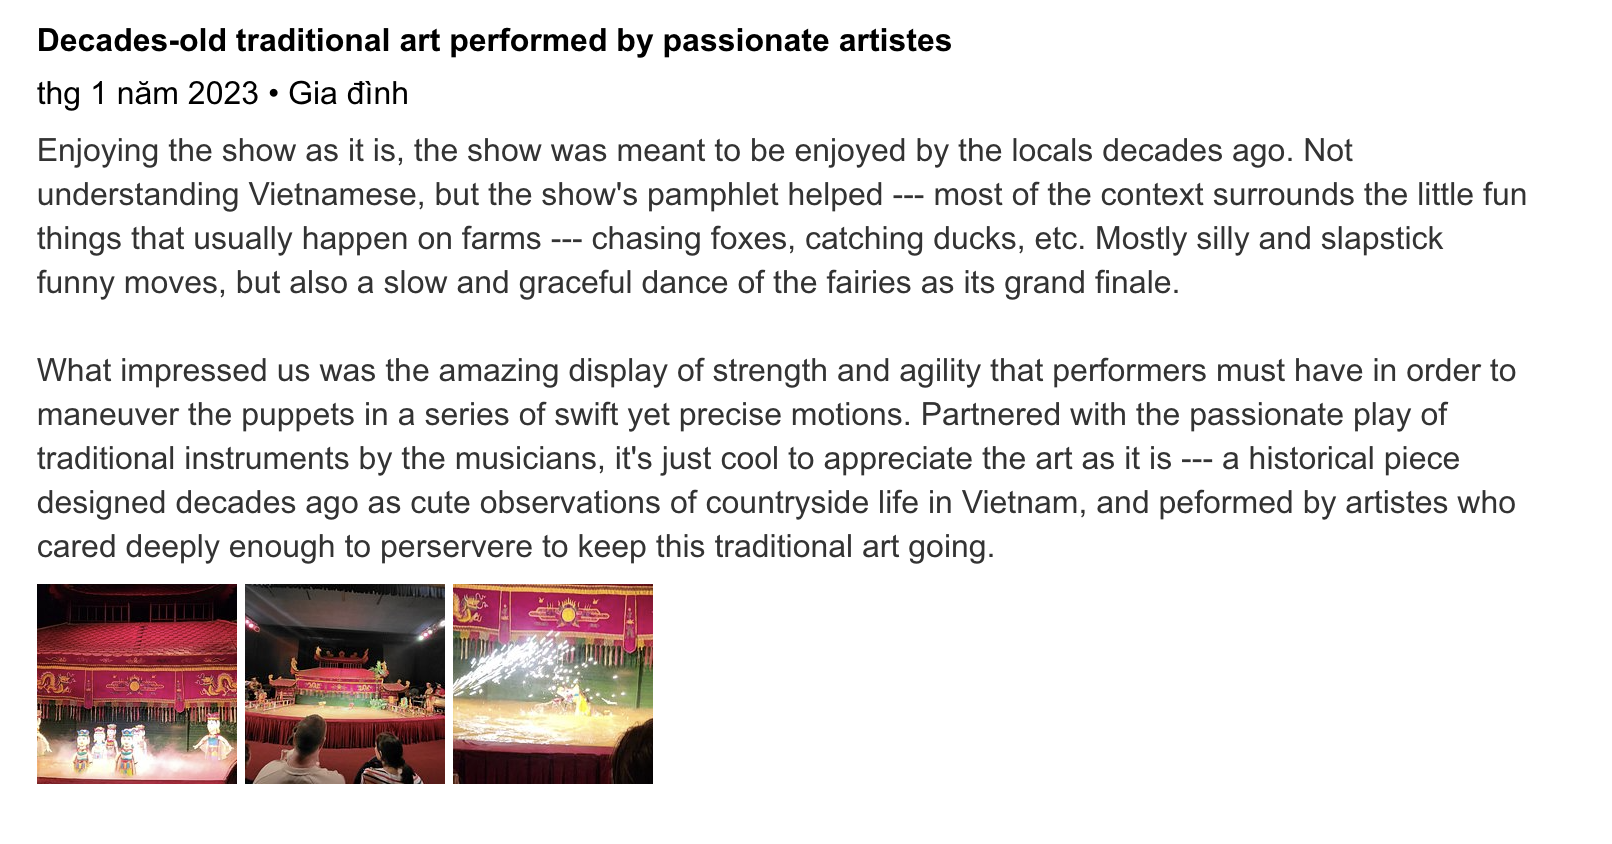 Decades-old traditional art performed by passionate artistes
thg 1 năm 2023 • Gia đình
Enjoying the show as it is, the show was meant to be enjoyed by the locals decades ago. Not
understanding Vietnamese, but the show's pamphlet helped --- most of the context surrounds the little fun
things that usually happen on farms --- chasing foxes, catching ducks, etc. Mostly silly and slapstick
funny moves, but also a slow and graceful dance of the fairies as its grand finale.
What impressed us was the amazing display of strength and agility that performers must have in order to
maneuver the puppets in a series of swift yet precise motions. Partnered with the passionate play of
traditional instruments by the musicians, it's just cool to appreciate the art as it is --- a historical piece
designed decades ago as cute observations of countryside life in Vietnam, and peformed by artistes who
cared deeply enough to perservere to keep this traditional art going.